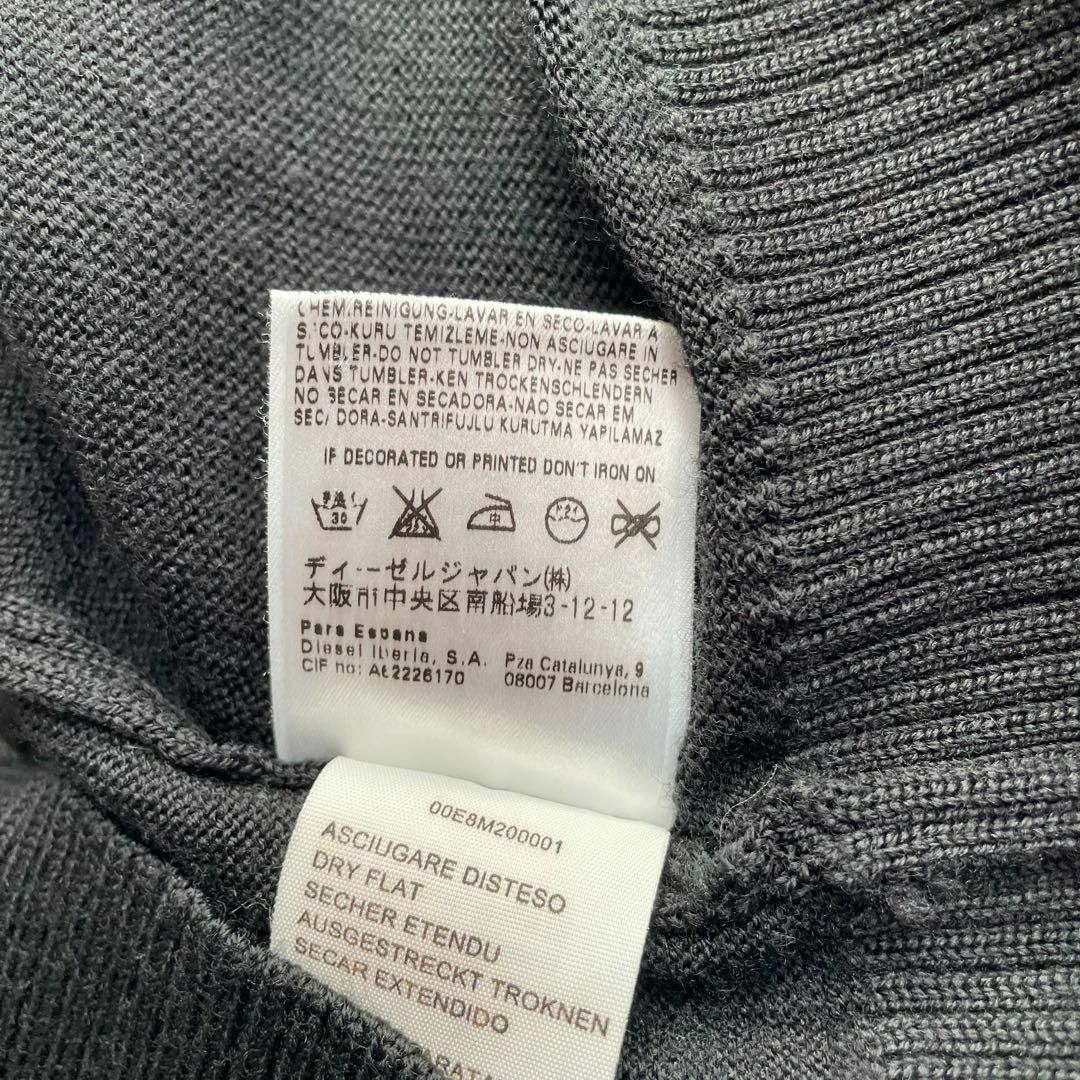 CHEM.REINIGUNG-LAVAR EN SECO-LAVAR A
SECO-KURU TEMIZLEME-NON ASCIUGARE IN
TUMBLER-DO NOT TUMBLER DRY-NE PAS SECHER
DANS TUMBLER-KEN TROCKENSCHLENDERN
NO SECAR EN SECADORA-NAO SECAR EM
SECADORA-SANTRIFUJLU KURUTMA YAPILAMAZ
IF DECORATED OR PRINTED DON'T IRON ON
30 中
ディーゼルジャパン(株)
大阪市中央区南船場3-12-12
Para Espana
Diesel Iberia, S.A. Pza Catalunya, 9
CIF no: A62226170 08007 Barcelona
00E8M200001
ASCIUGARE DISTESO
DRY FLAT
SECHER ETENDU
AUSGESTRECKT TROKNEN
SECAR EXTENDIDO